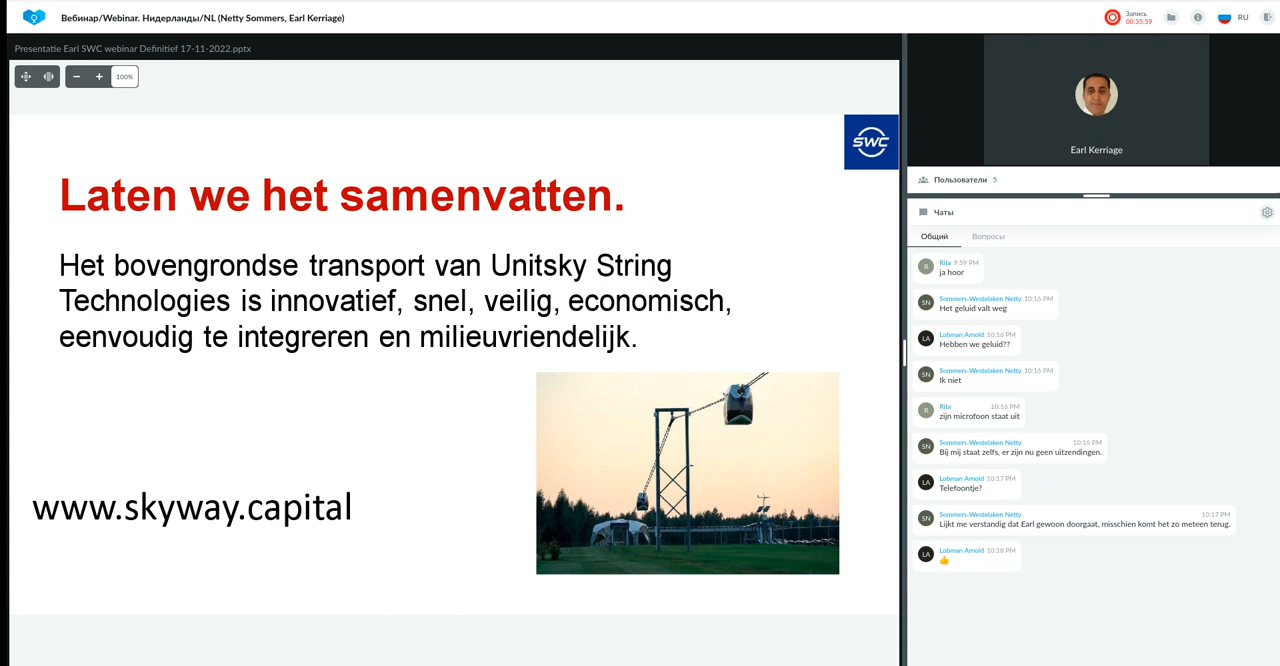 Вебинар/Webinar. Нидерланды/NL (Netty Sommers, Earl Kerriage)
Запись
00:35:59
RU
Presentatie Earl SWC webinar Definitief 17-11-2022.pptx
100%
SWC
Laten we het samenvatten.
Het bovengrondse transport van Unitsky String
Technologies is innovatief, snel, veilig, economisch,
eenvoudig te integreren en milieuvriendelijk.
www.skyway.capital
Earl Kerriage
Пользователи 5
Чаты
Общий Вопросы
R
Rita 9:59 PM
ja hoor
SN
Sommers-Westelaken Netty 10:16 PM
Het geluid valt weg
LA
Lobman Arnold 10:16 PM
Hebben we geluid??
SN
Sommers-Westelaken Netty 10:16 PM
Ik niet
R
Rita 10:16 PM
zijn microfoon staat uit
SN
Sommers-Westelaken Netty 10:16 PM
Bij mij staat zelfs, er zijn nu geen uitzendingen.
LA
Lobman Arnold 10:17 PM
Telefoontje?
SN
Sommers-Westelaken Netty 10:17 PM
Lijkt me verstandig dat Earl gewoon doorgaat, misschien komt het zo meteen terug.
LA
Lobman Arnold 10:18 PM
👍